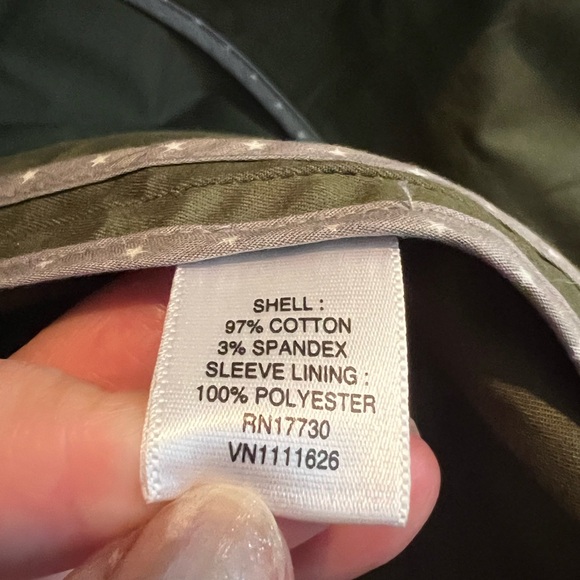 SHELL :
97% COTTON
3% SPANDEX
SLEEVE LINING :
100% POLYESTER
RN17730
VN1111626